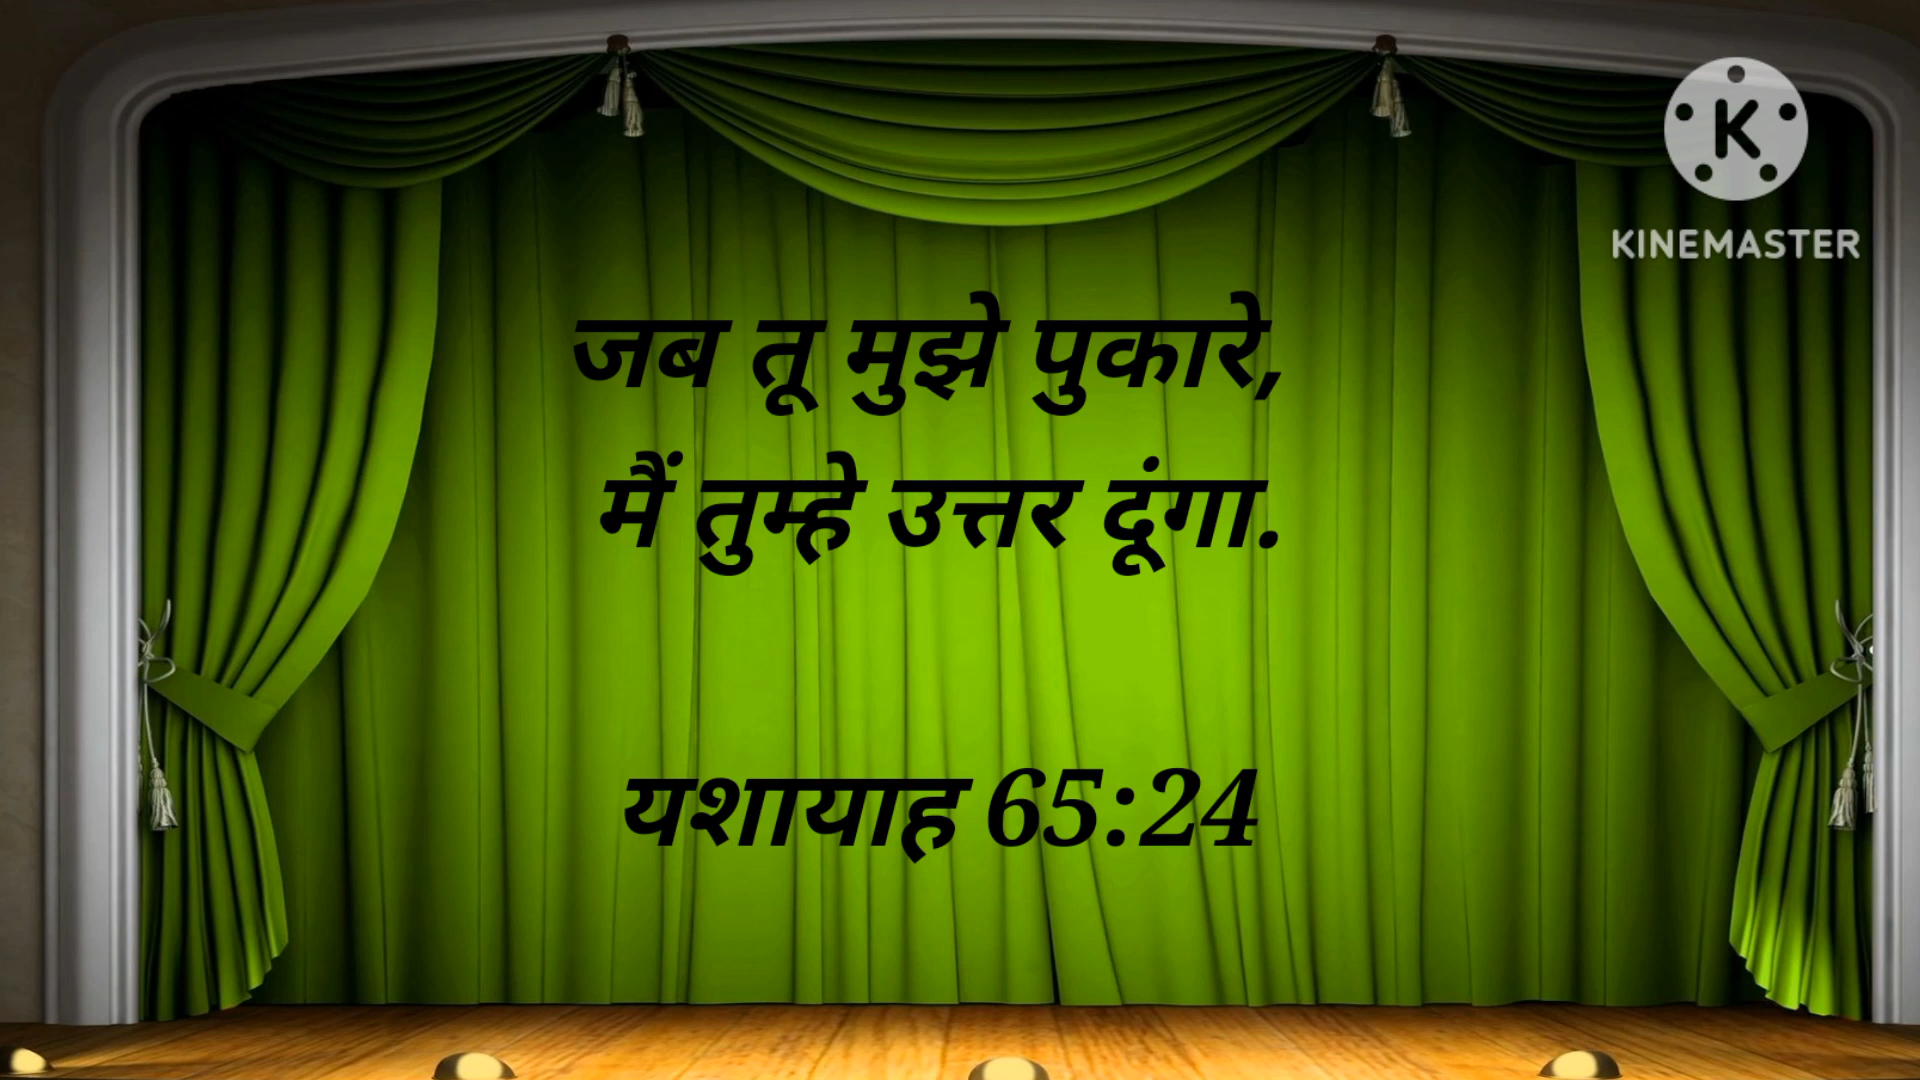 K
KINEMASTER
जब तू मुझे पुकारे,
मैं तुम्हे उत्तर दूंगा.
यशायाह 65:24